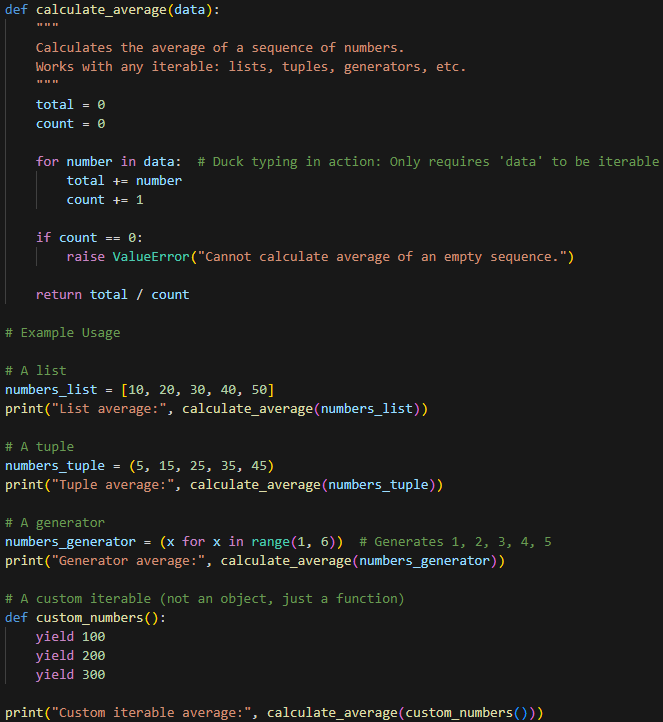 def calculate_average(data):
    """
    Calculates the average of a sequence of numbers.
    Works with any iterable: lists, tuples, generators, etc.
    """
    total = 0
    count = 0

    for number in data:  # Duck typing in action: Only requires 'data' to be iterable
        total += number
        count += 1

    if count == 0:
        raise ValueError("Cannot calculate average of an empty sequence.")

    return total / count

# Example Usage

# A list
numbers_list = [10, 20, 30, 40, 50]
print("List average:", calculate_average(numbers_list))

# A tuple
numbers_tuple = (5, 15, 25, 35, 45)
print("Tuple average:", calculate_average(numbers_tuple))

# A generator
numbers_generator = (x for x in range(1, 6))  # Generates 1, 2, 3, 4, 5
print("Generator average:", calculate_average(numbers_generator))

# A custom iterable (not an object, just a function)
def custom_numbers():
    yield 100
    yield 200
    yield 300

print("Custom iterable average:", calculate_average(custom_numbers()))